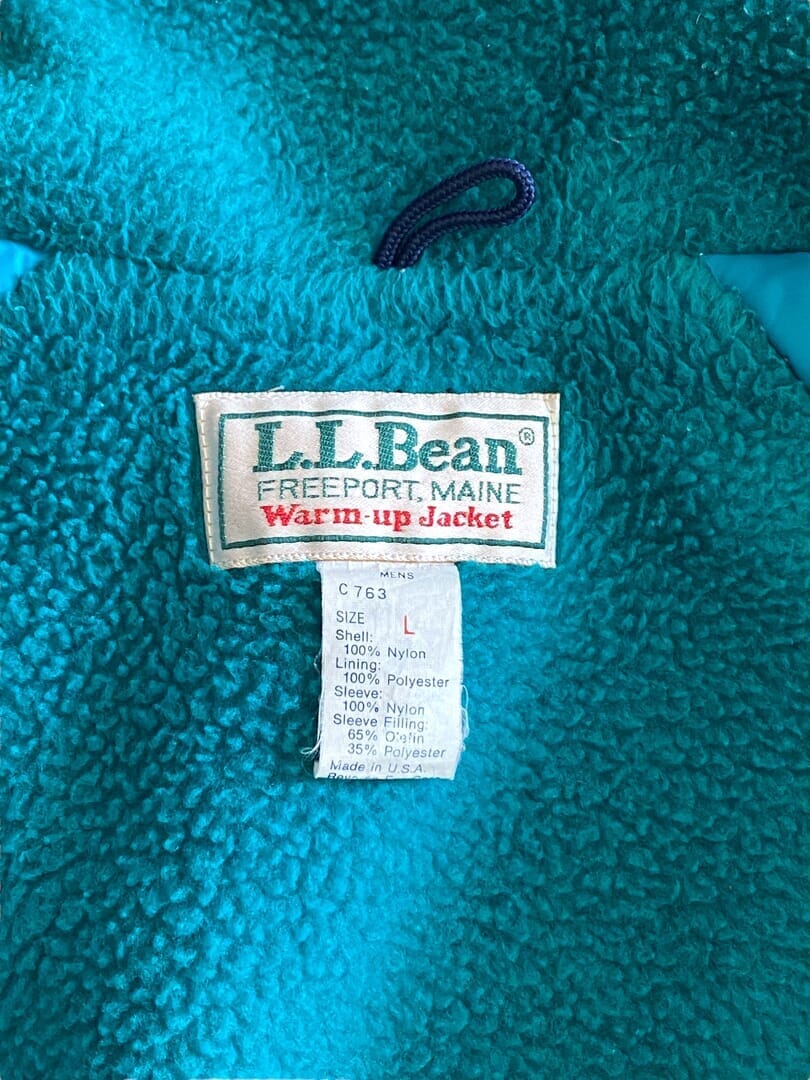 L.L.Bean®
FREEPORT, MAINE
Warm-up Jacket
MENS
C 763
SIZE L
Shell:
100% Nylon
Lining:
100% Polyester
Sleeve:
100% Nylon
Sleeve Filling:
65% Olefin
35% Polyester
Made in U.S.A.